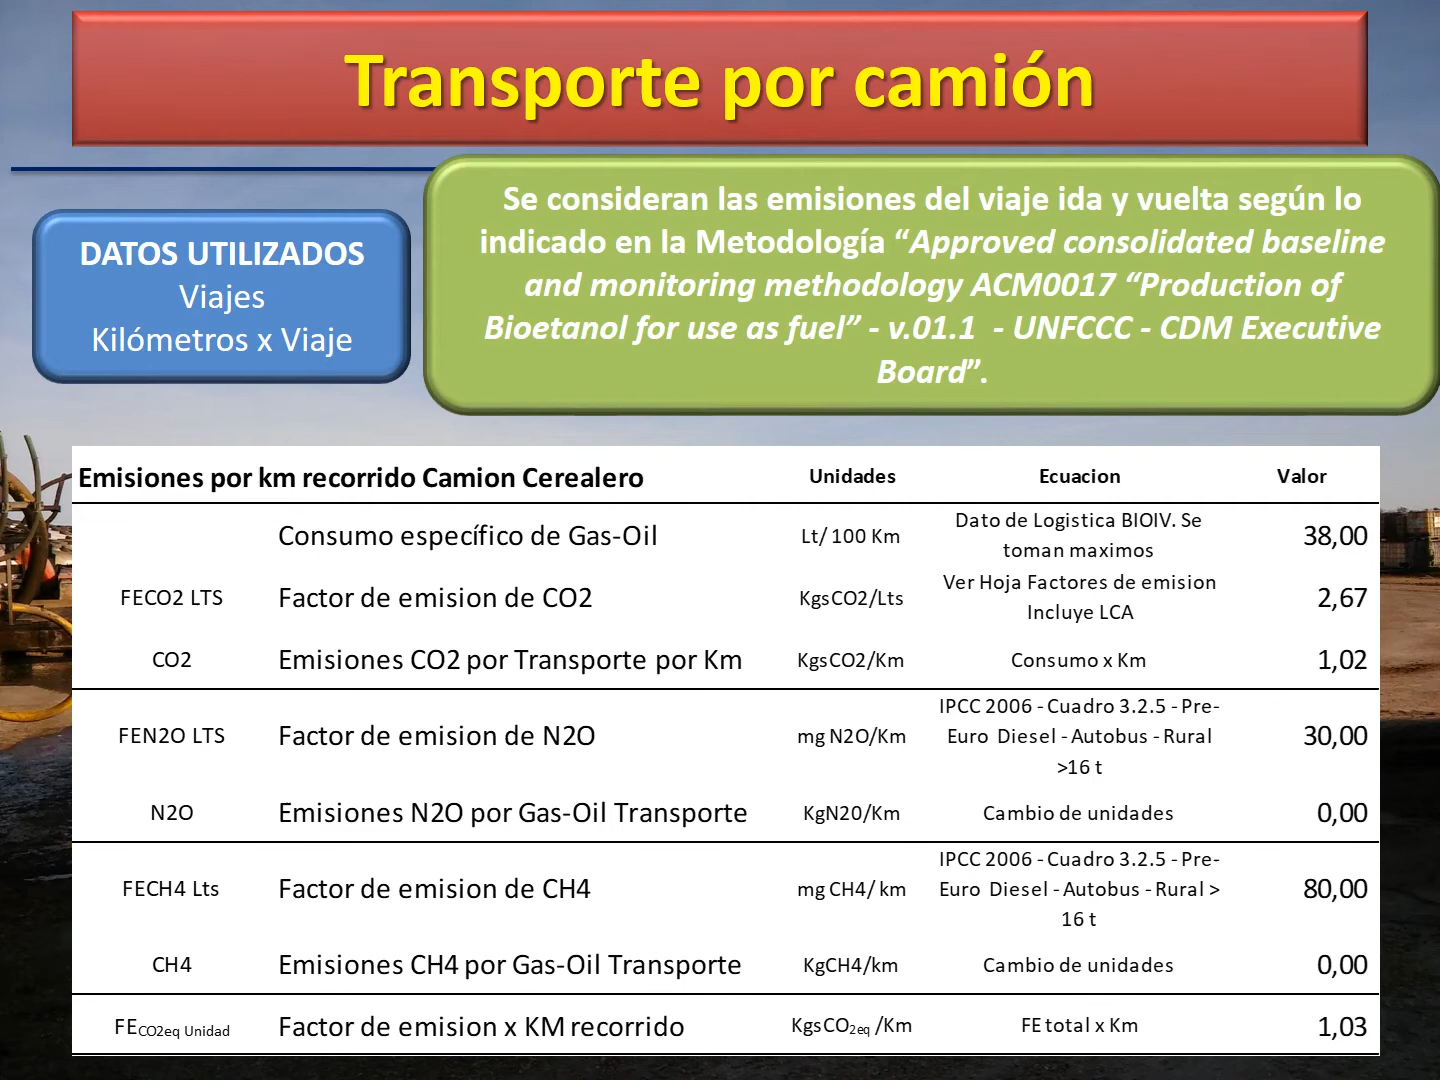 Transporte por camión
DATOS UTILIZADOS
Viajes
Kilómetros x Viaje
Se consideran las emisiones del viaje ida y vuelta según lo
indicado en la Metodología “Approved consolidated baseline
and monitoring methodology ACM0017 “Production of
Bioetanol for use as fuel” - v.01.1 - UNFCCC - CDM Executive
Board”.
Emisiones por km recorrido Camion Cerealero Unidades Ecuacion Valor
Consumo específico de Gas-Oil Lt/ 100 Km Dato de Logistica BIOIV. Se
toman maximos 38,00
FECO2 LTS Factor de emision de CO2 KgsCO2/Lts Ver Hoja Factores de emision
Incluye LCA 2,67
CO2 Emisiones CO2 por Transporte por Km KgsCO2/Km Consumo x Km 1,02
FEN2O LTS Factor de emision de N2O mg N2O/Km IPCC 2006 - Cuadro 3.2.5 - Pre-
Euro Diesel - Autobus - Rural
>16 t 30,00
N2O Emisiones N2O por Gas-Oil Transporte KgN20/Km Cambio de unidades 0,00
FECH4 Lts Factor de emision de CH4 mg CH4/ km IPCC 2006 - Cuadro 3.2.5 - Pre-
Euro Diesel - Autobus - Rural >
16 t 80,00
CH4 Emisiones CH4 por Gas-Oil Transporte KgCH4/km Cambio de unidades 0,00
FECO2eq Unidad Factor de emision x KM recorrido KgsCO2eq /Km FE total x Km 1,03